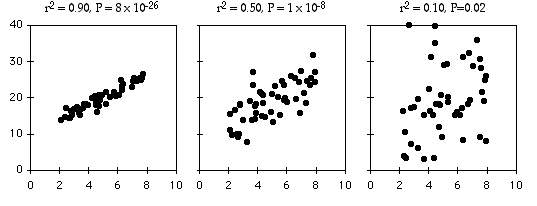 r² = 0.90, P = 8 × 10⁻²⁶
r² = 0.50, P = 1 × 10⁻⁸
r² = 0.10, P=0.02
40
30
20
10
0
0 2 4 6 8 10
0 2 4 6 8 10
0 2 4 6 8 10